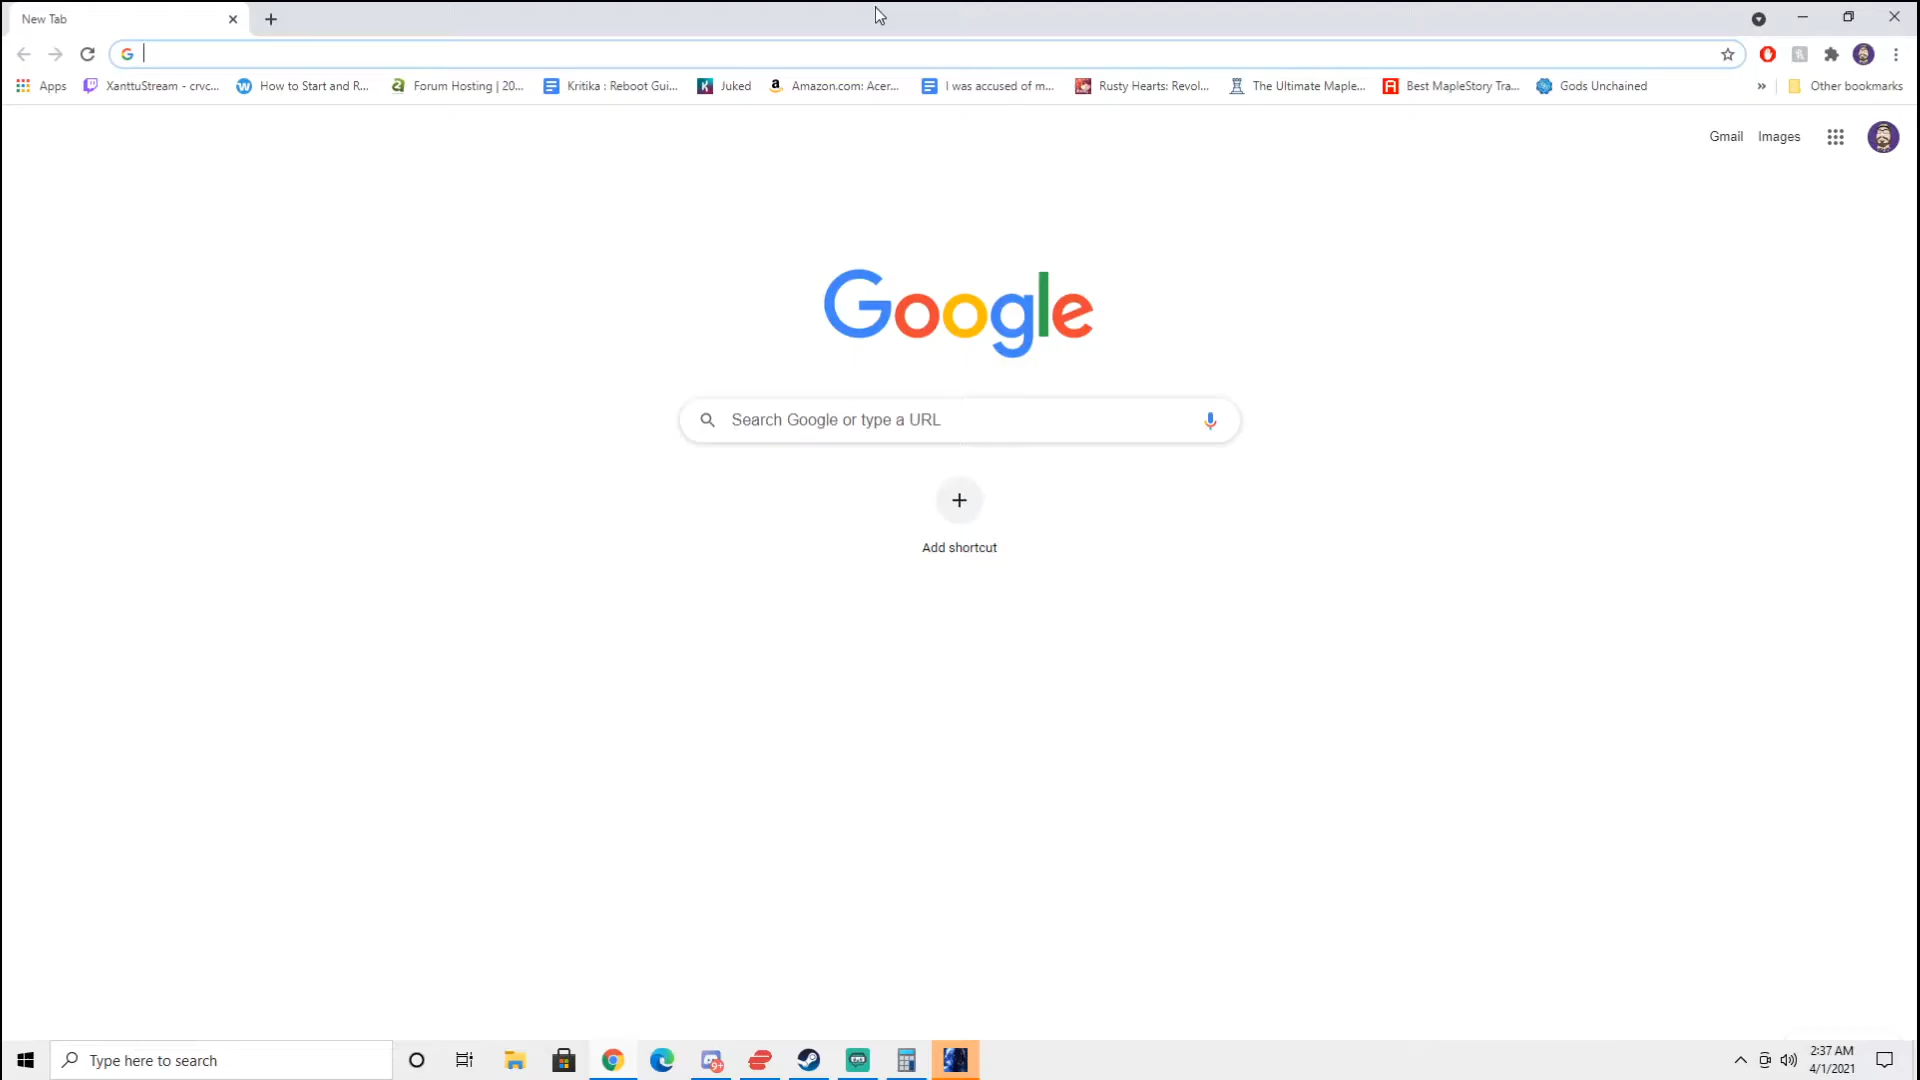 New Tab
Apps XanttuStream - crvc... How to Start and R... Forum Hosting | 20... Kritika : Reboot Gui... Juked Amazon.com: Acer... I was accused of m... Rusty Hearts: Revol... The Ultimate Maple... Best MapleStory Tra... Gods Unchained » Other bookmarks
Gmail Images
Google
Search Google or type a URL
Add shortcut
Type here to search
9+
2:37 AM
4/1/2021